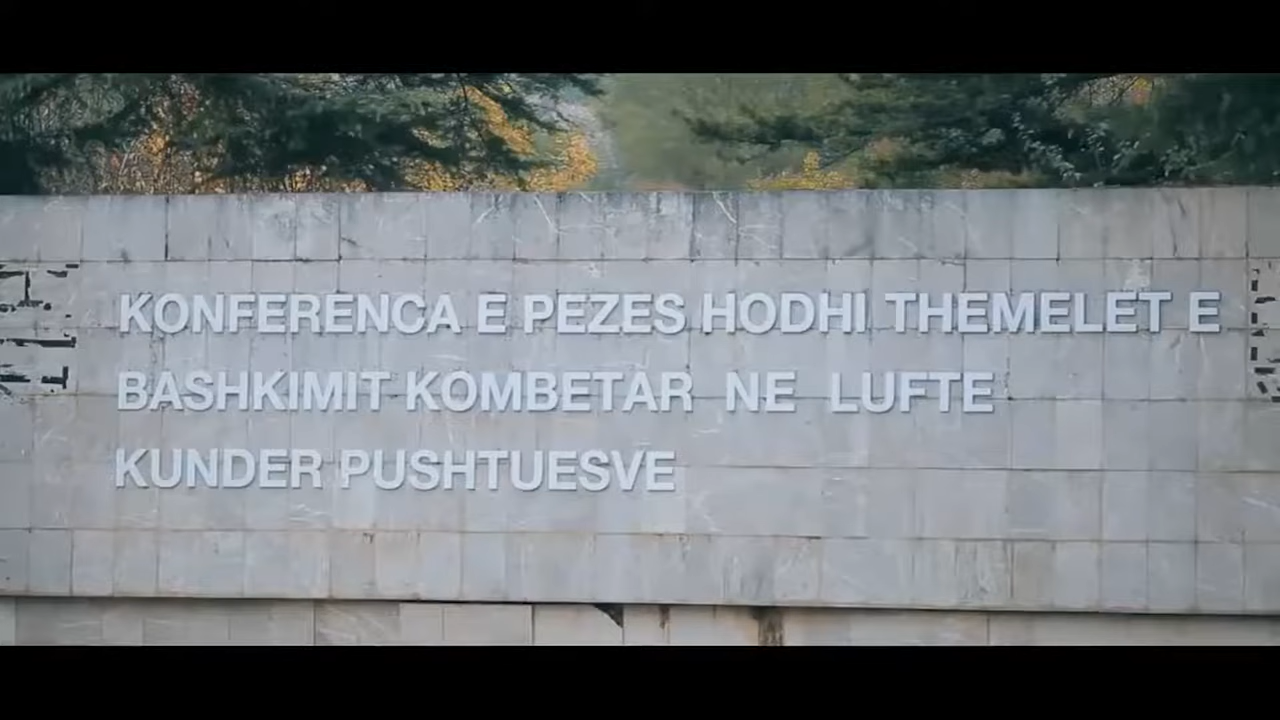 KONFERENCA E PEZES HODHI THEMELET E
BASHKIMIT KOMBETAR NE LUFTE
KUNDER PUSHTUESVE